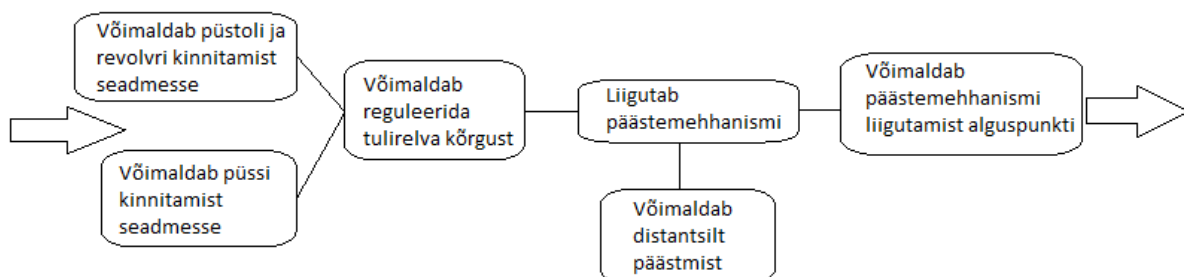 Võimaldab püstoli ja
revolvri kinnitamist
seadmesse
Võimaldab püssi
kinnitamist
seadmesse
Võimaldab
reguleerida
tulirelva kõrgust
Liigutab
päästemehhanismi
Võimaldab
distantsilt
päästmist
Võimaldab
päästemehhanismi
liigutamist alguspunkti